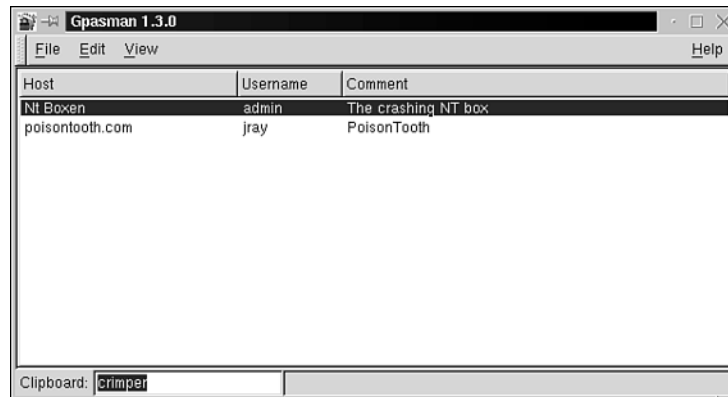 Gpasman 1.3.0
File Edit View Help
Host Username Comment
Nt Boxen admin The crashing NT box
poisontooth.com jray PoisonTooth
Clipboard: crimper